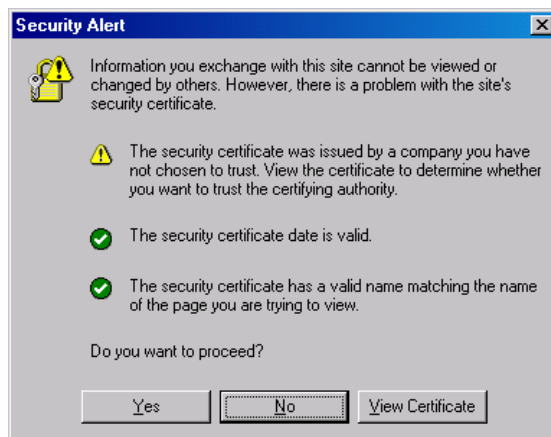 Security Alert
Information you exchange with this site cannot be viewed or
changed by others. However, there is a problem with the site's
security certificate.
The security certificate was issued by a company you have
not chosen to trust. View the certificate to determine whether
you want to trust the certifying authority.
The security certificate date is valid.
The security certificate has a valid name matching the name
of the page you are trying to view.
Do you want to proceed?
Yes No View Certificate